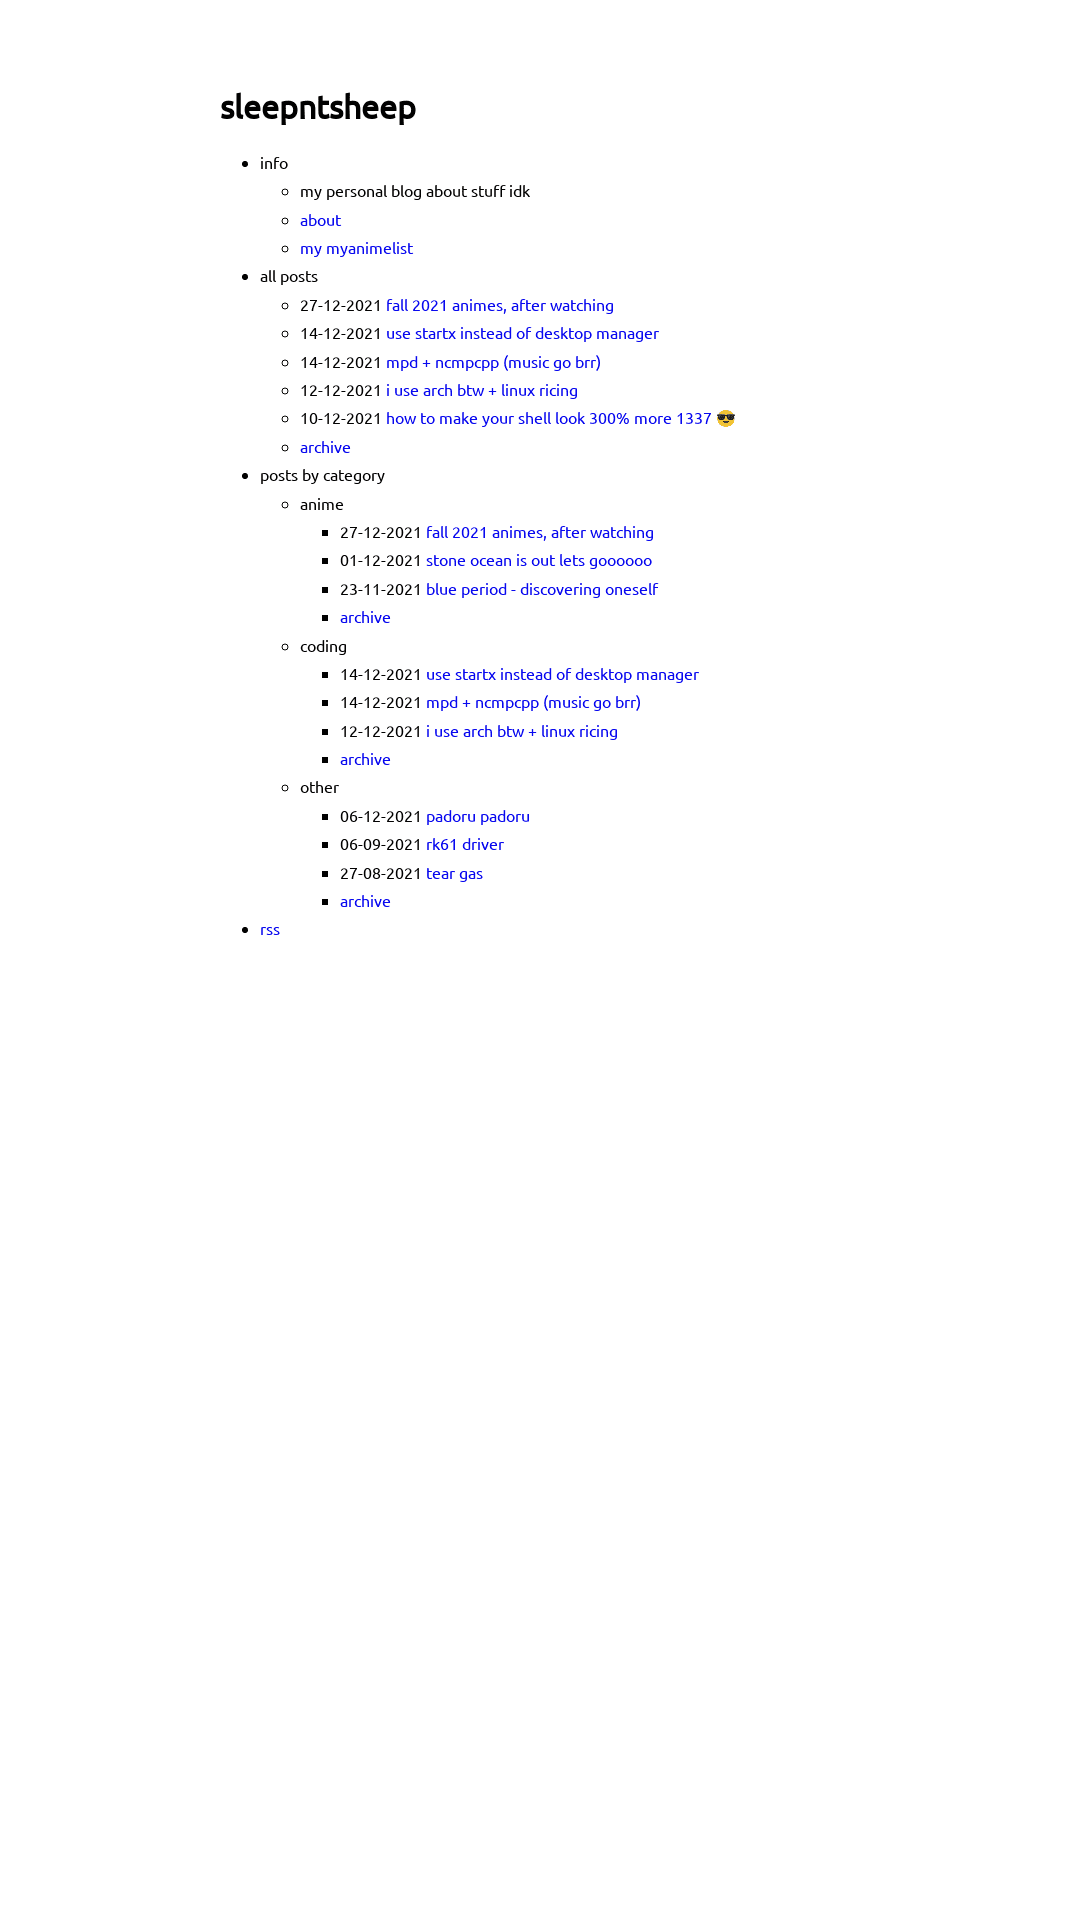 sleepntsheep
info
my personal blog about stuff idk
about
my myanimelist
all posts
27-12-2021 fall 2021 animes, after watching
14-12-2021 use startx instead of desktop manager
14-12-2021 mpd + ncmpcpp (music go brr)
12-12-2021 i use arch btw + linux ricing
10-12-2021 how to make your shell look 300% more 1337 😎
archive
posts by category
anime
27-12-2021 fall 2021 animes, after watching
01-12-2021 stone ocean is out lets goooooo
23-11-2021 blue period - discovering oneself
archive
coding
14-12-2021 use startx instead of desktop manager
14-12-2021 mpd + ncmpcpp (music go brr)
12-12-2021 i use arch btw + linux ricing
archive
other
06-12-2021 padoru padoru
06-09-2021 rk61 driver
27-08-2021 tear gas
archive
rss